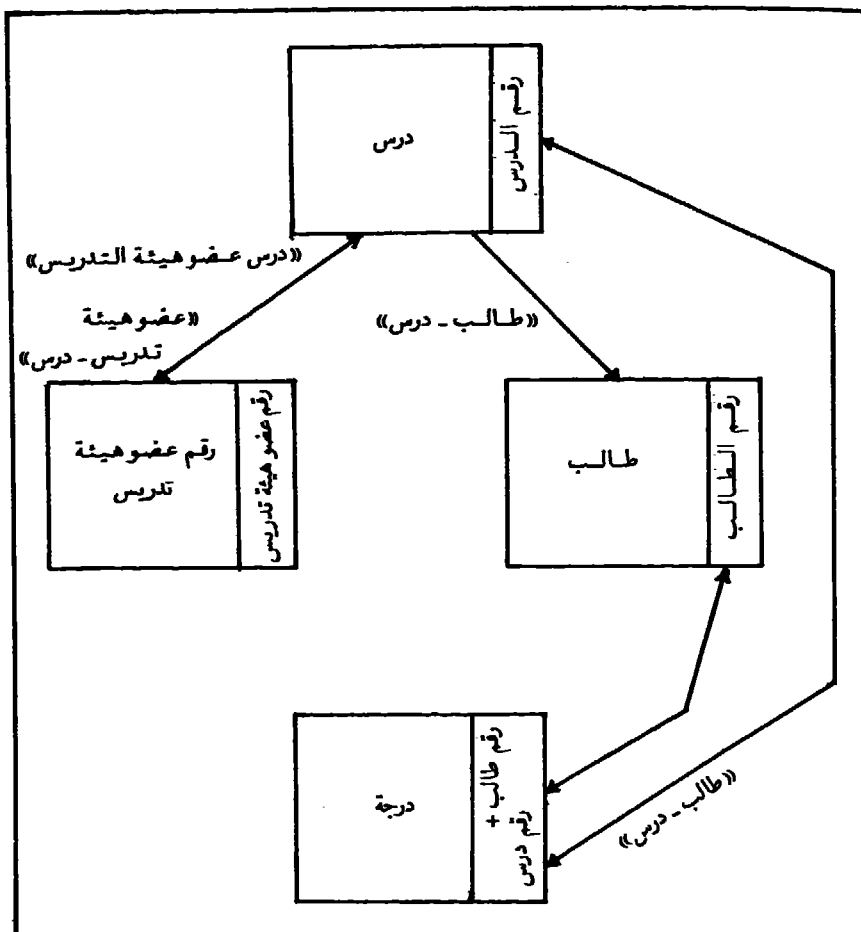 درس
رقم الدرس
«درس عضو هيئة التدريس»
«عضو هيئة
تدريس - درس»
«طالب - درس»
رقم عضو هيئة
تدريس
رقم عضو هيئة تدريس
طالب
رقم الطالب
درجة
رقم طالب +
رقم درس
«طالب - درس»